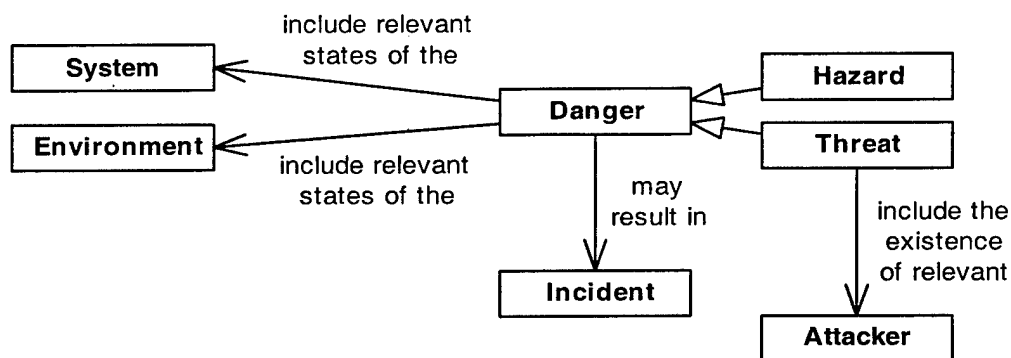 include relevant
states of the
System
Hazard
Danger
Environment
Threat
include relevant
states of the
may
result in
include the
existence
of relevant
Incident
Attacker